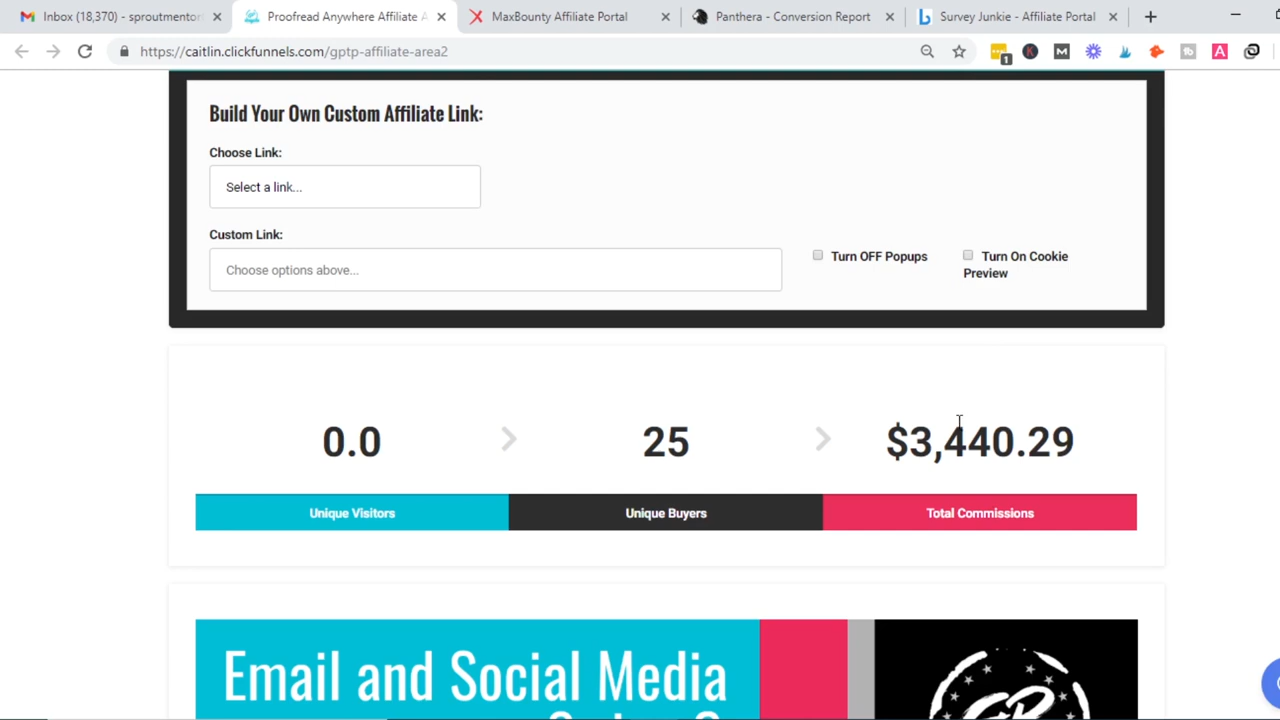 Inbox (18,370) - sproutmentor
Proofread Anywhere Affiliate A
MaxBounty Affiliate Portal
Panthera - Conversion Report
Survey Junkie - Affiliate Portal
https://caitlin.clickfunnels.com/gptp-affiliate-area2
Build Your Own Custom Affiliate Link:
Choose Link:
Select a link...
Custom Link:
Choose options above...
Turn OFF Popups
Turn On Cookie
Preview
0.0
25
$3,440.29
Unique Visitors
Unique Buyers
Total Commissions
Email and Social Media